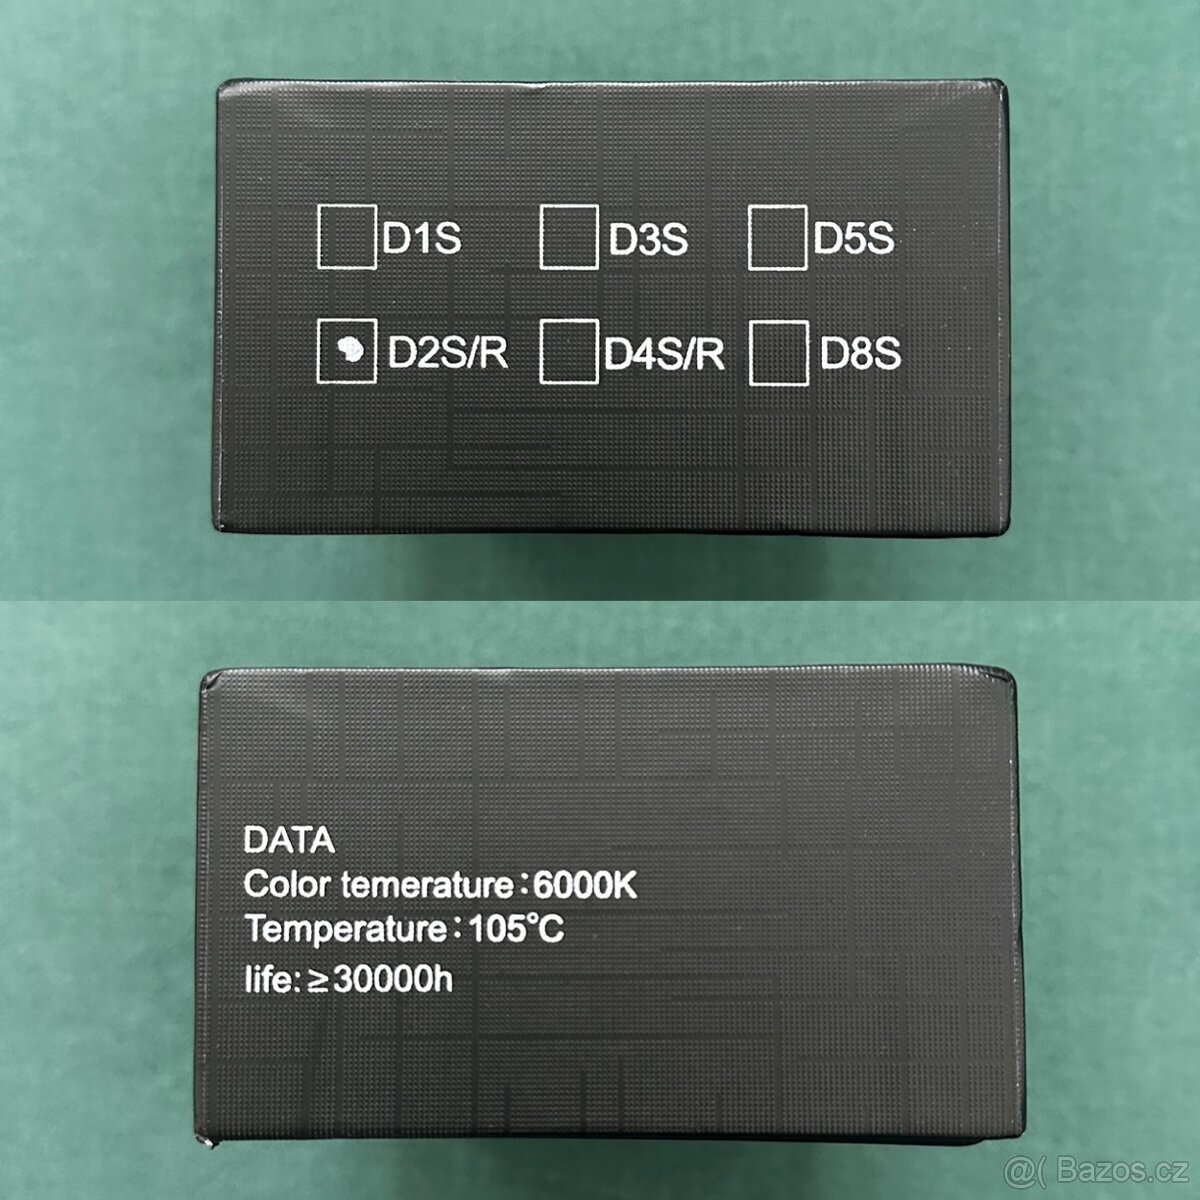 D1S D3S D5S
D2S/R D4S/R D8S
DATA
Color temerature:6000K
Temperature:105°C
life:≥30000h
@( Bazos.cz